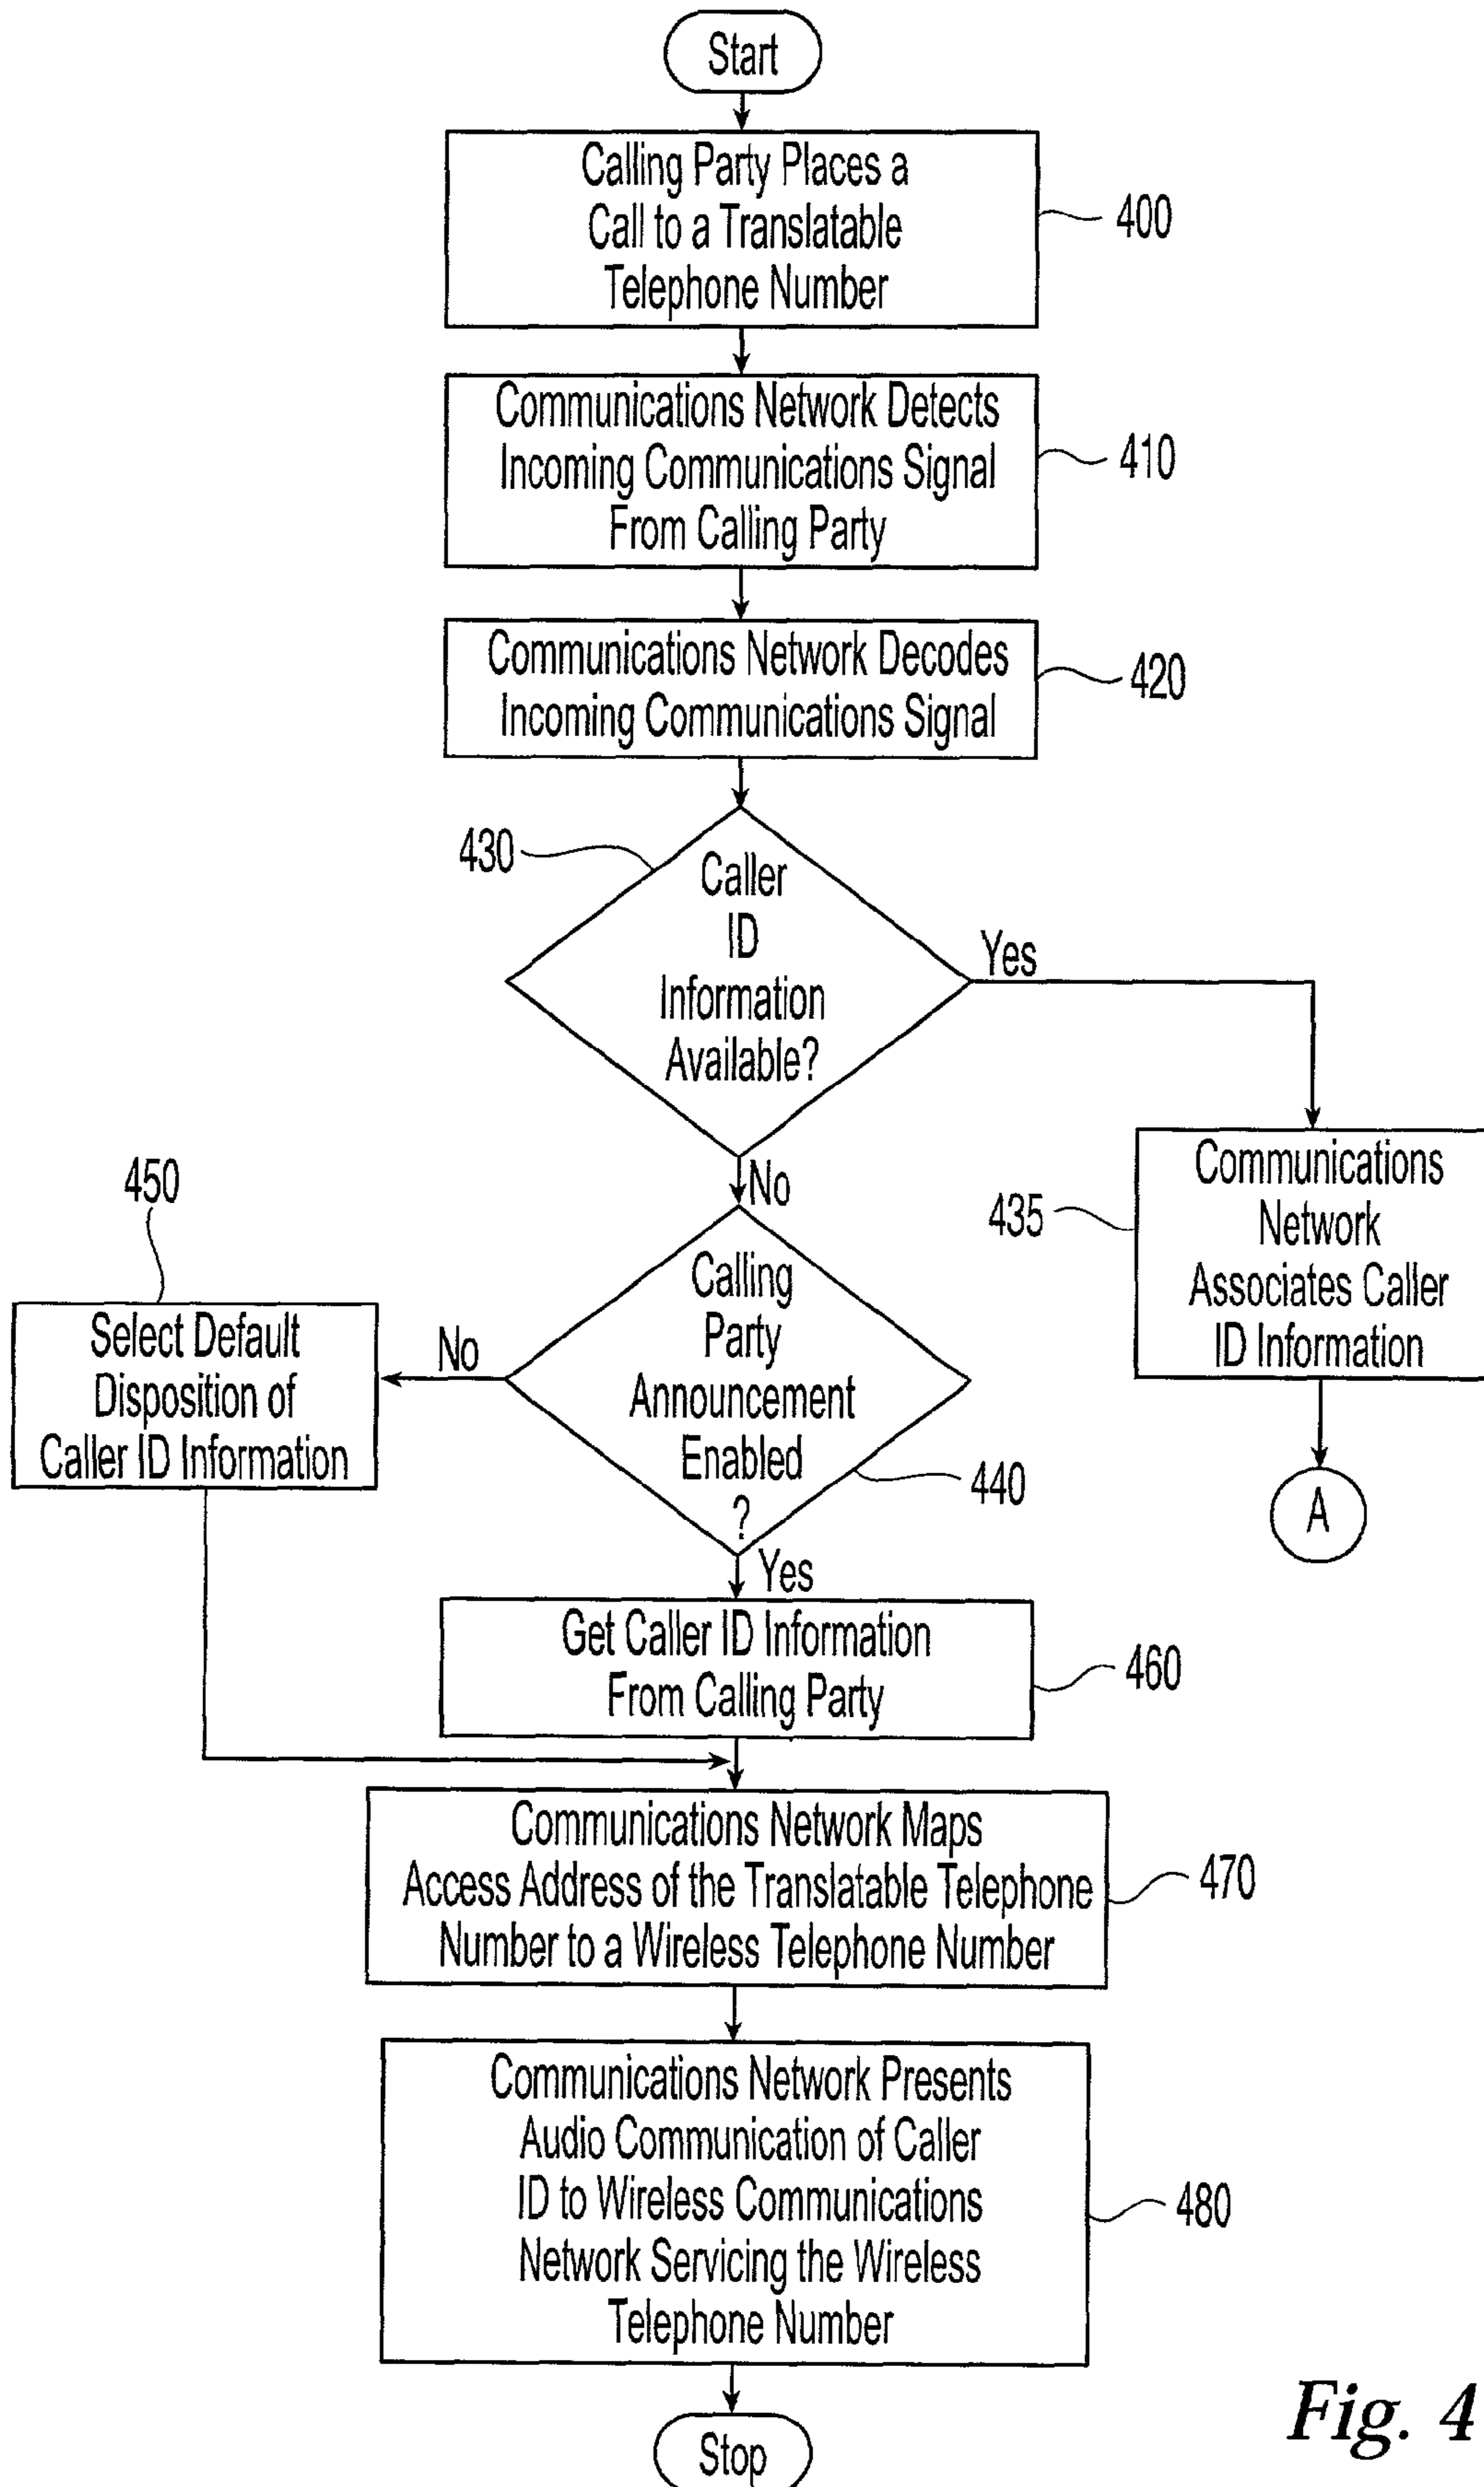 Start
Calling Party Places a
Call to a Translatable
Telephone Number
400
Communications Network Detects
Incoming Communications Signal
From Calling Party
410
Communications Network Decodes
Incoming Communications Signal
420
430
Caller
ID
Information
Available?
Yes
No
Communications
Network
Associates Caller
ID Information
435
A
450
Select Default
Disposition of
Caller ID Information
No
Calling
Party
Announcement
Enabled
?
440
Yes
Get Caller ID Information
From Calling Party
460
Communications Network Maps
Access Address of the Translatable Telephone
Number to a Wireless Telephone Number
470
Communications Network Presents
Audio Communication of Caller
ID to Wireless Communications
Network Servicing the Wireless
Telephone Number
480
Stop
Fig. 4